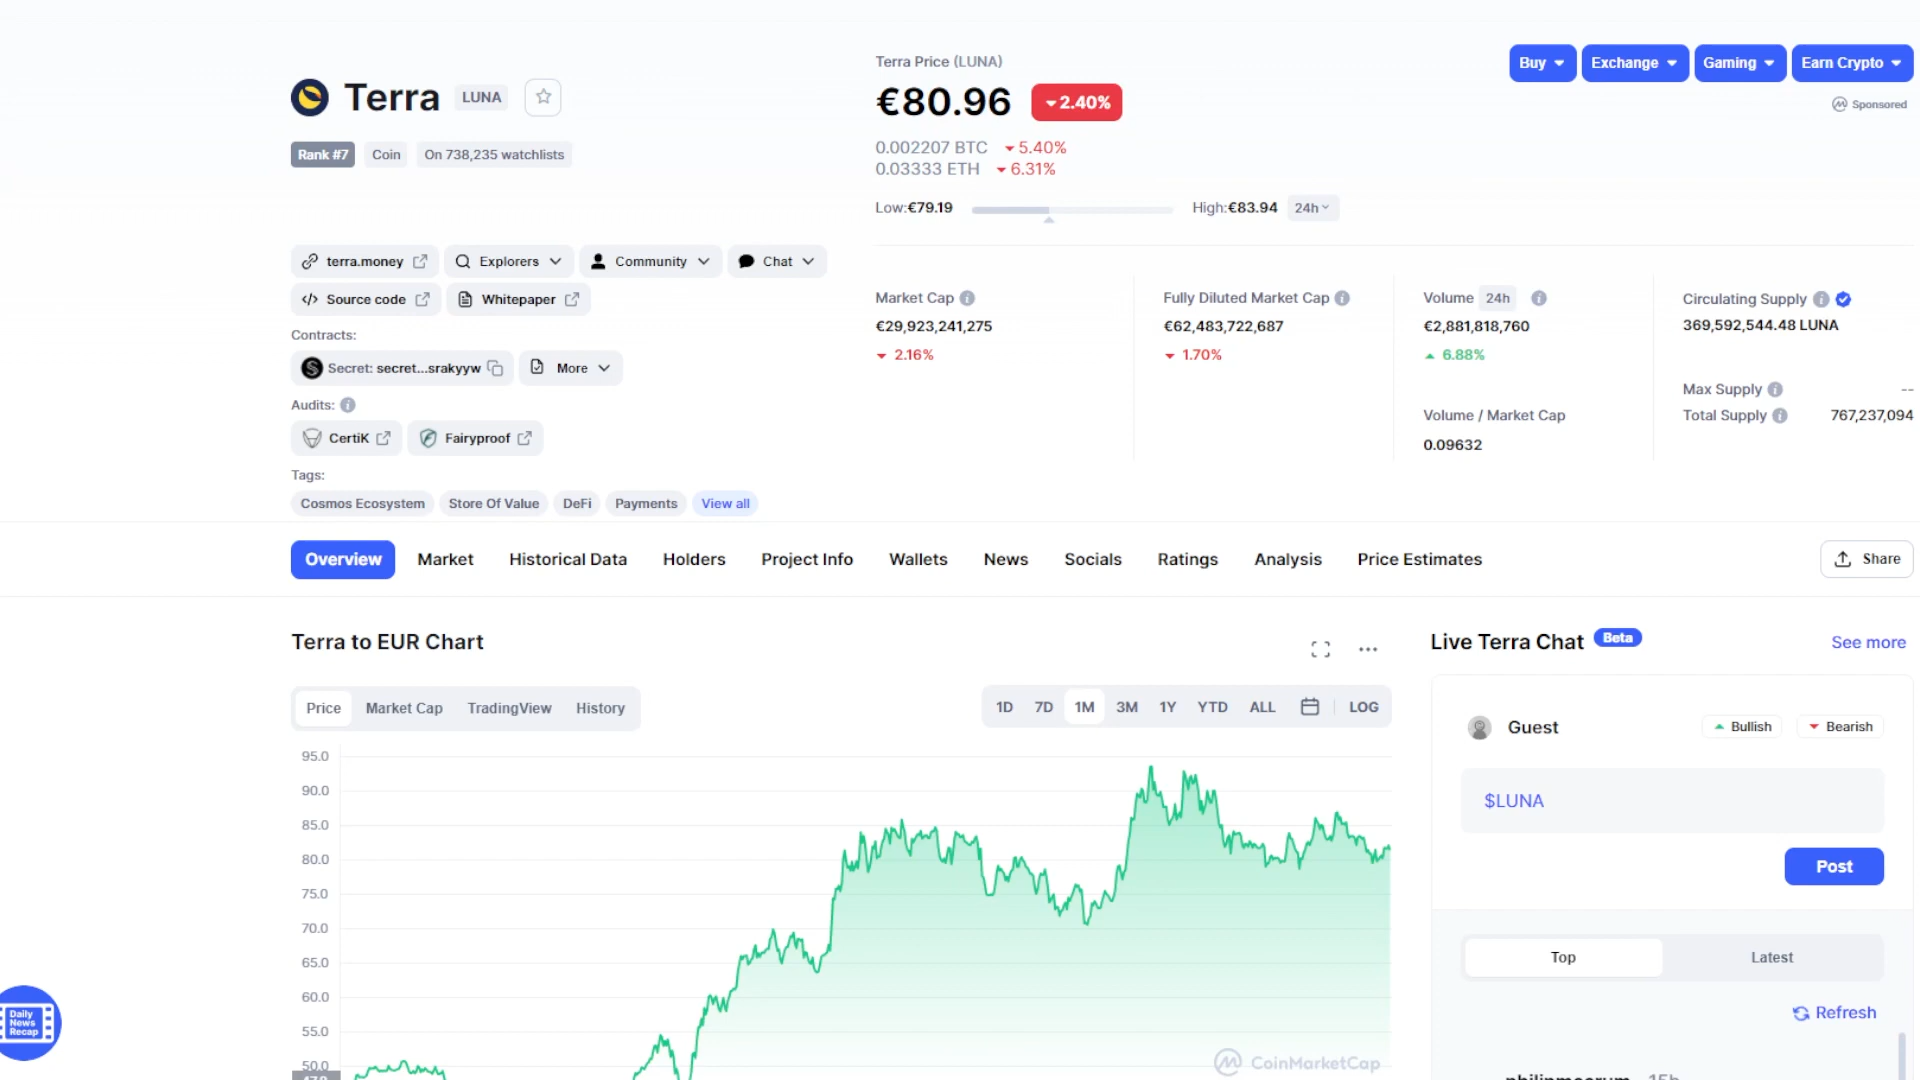 Terra LUNA
Rank #7 Coin On 738,235 watchlists
terra.money Explorers Community Chat
Source code Whitepaper
Contracts:
Secret: secret...srakyyw More
Audits:
CertiK Fairyproof
Tags:
Cosmos Ecosystem Store Of Value DeFi Payments View all
Terra Price (LUNA)
€80.96 2.40%
0.002207 BTC 5.40%
0.03333 ETH 6.31%
Low:€79.19 High:€83.94 24h
Buy Exchange Gaming Earn Crypto
Sponsored
Market Cap
€29,923,241,275
2.16%
Fully Diluted Market Cap
€62,483,722,687
1.70%
Volume 24h
€2,881,818,760
6.88%
Volume / Market Cap
0.09632
Circulating Supply
369,592,544.48 LUNA
Max Supply --
Total Supply 767,237,094
Overview Market Historical Data Holders Project Info Wallets News Socials Ratings Analysis Price Estimates Share
Terra to EUR Chart
Price Market Cap TradingView History
1D 7D 1M 3M 1Y YTD ALL LOG
95.0
90.0
85.0
80.0
75.0
70.0
65.0
60.0
55.0
50.0
CoinMarketCap
Daily
News
Recap
Live Terra Chat Beta See more
Guest Bullish Bearish
$LUNA
Post
Top Latest
Refresh
15h